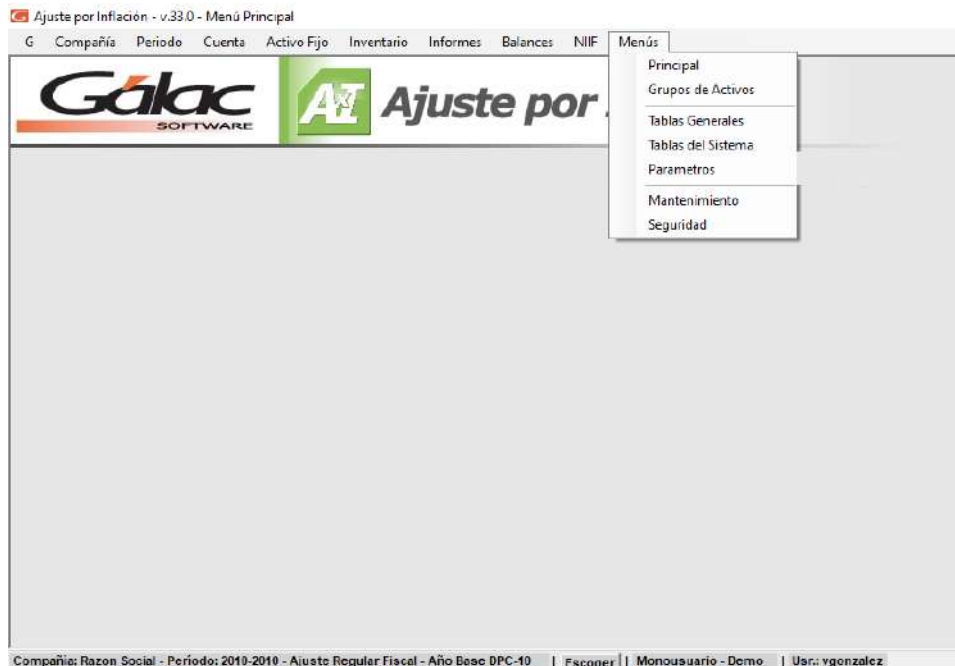 Ajuste por Inflación - v.33.0 - Menú Principal
G Compañía Periodo Cuenta Activo Fijo Inventario Informes Balances NIIF Menús
Gálac
SOFTWARE
AxI Ajuste por
Principal
Grupos de Activos
Tablas Generales
Tablas del Sistema
Parametros
Mantenimiento
Seguridad
Compañia: Razon Social - Período: 2010-2010 - Ajuste Regular Fiscal - Año Base DPC-10 | Escoger | Monousuario - Demo | Usr.: vgonzalez